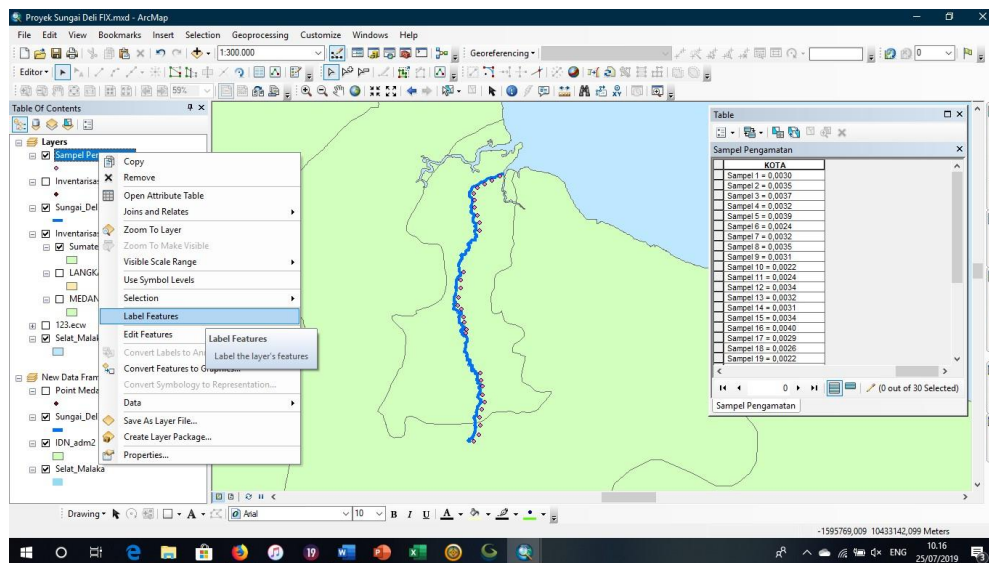 Proyek Sungai Deli FIX.mxd - ArcMap
File Edit View Bookmarks Insert Selection Geoprocessing Customize Windows Help
1:300.000
Georeferencing
0
Editor
59%
Table Of Contents
Layers
Sampel Per
Inventarisas
Sungai_Del
Inventarisas
Sumate
LANGK
MEDAN
123.ecw
Selat_Malak
New Data Fram
Point Meda
Sungai_Del
IDN_adm2
Selat_Malaka
Copy
Remove
Open Attribute Table
Joins and Relates
Zoom To Layer
Zoom To Make Visible
Visible Scale Range
Use Symbol Levels
Selection
Label Features
Edit Features
Convert Labels to An
Convert Features to Graphics...
Convert Symbology to Representation...
Data
Save As Layer File...
Create Layer Package...
Properties...
Label Features
Label the layer's features
Table
Sampel Pengamatan
KOTA
Sampel 1 = 0,0030
Sampel 2 = 0,0035
Sampel 3 = 0,0037
Sampel 4 = 0,0032
Sampel 5 = 0,0039
Sampel 6 = 0,0024
Sampel 7 = 0,0032
Sampel 8 = 0,0035
Sampel 9 = 0,0031
Sampel 10 = 0,0022
Sampel 11 = 0,0024
Sampel 12 = 0,0034
Sampel 13 = 0,0032
Sampel 14 = 0,0031
Sampel 15 = 0,0034
Sampel 16 = 0,0040
Sampel 17 = 0,0029
Sampel 18 = 0,0026
Sampel 19 = 0,0022
0
(0 out of 30 Selected)
Sampel Pengamatan
Drawing
A
Arial
10
B I U A
-1595769,009 10433142,099 Meters
19
ENG
10.16
25/07/2019